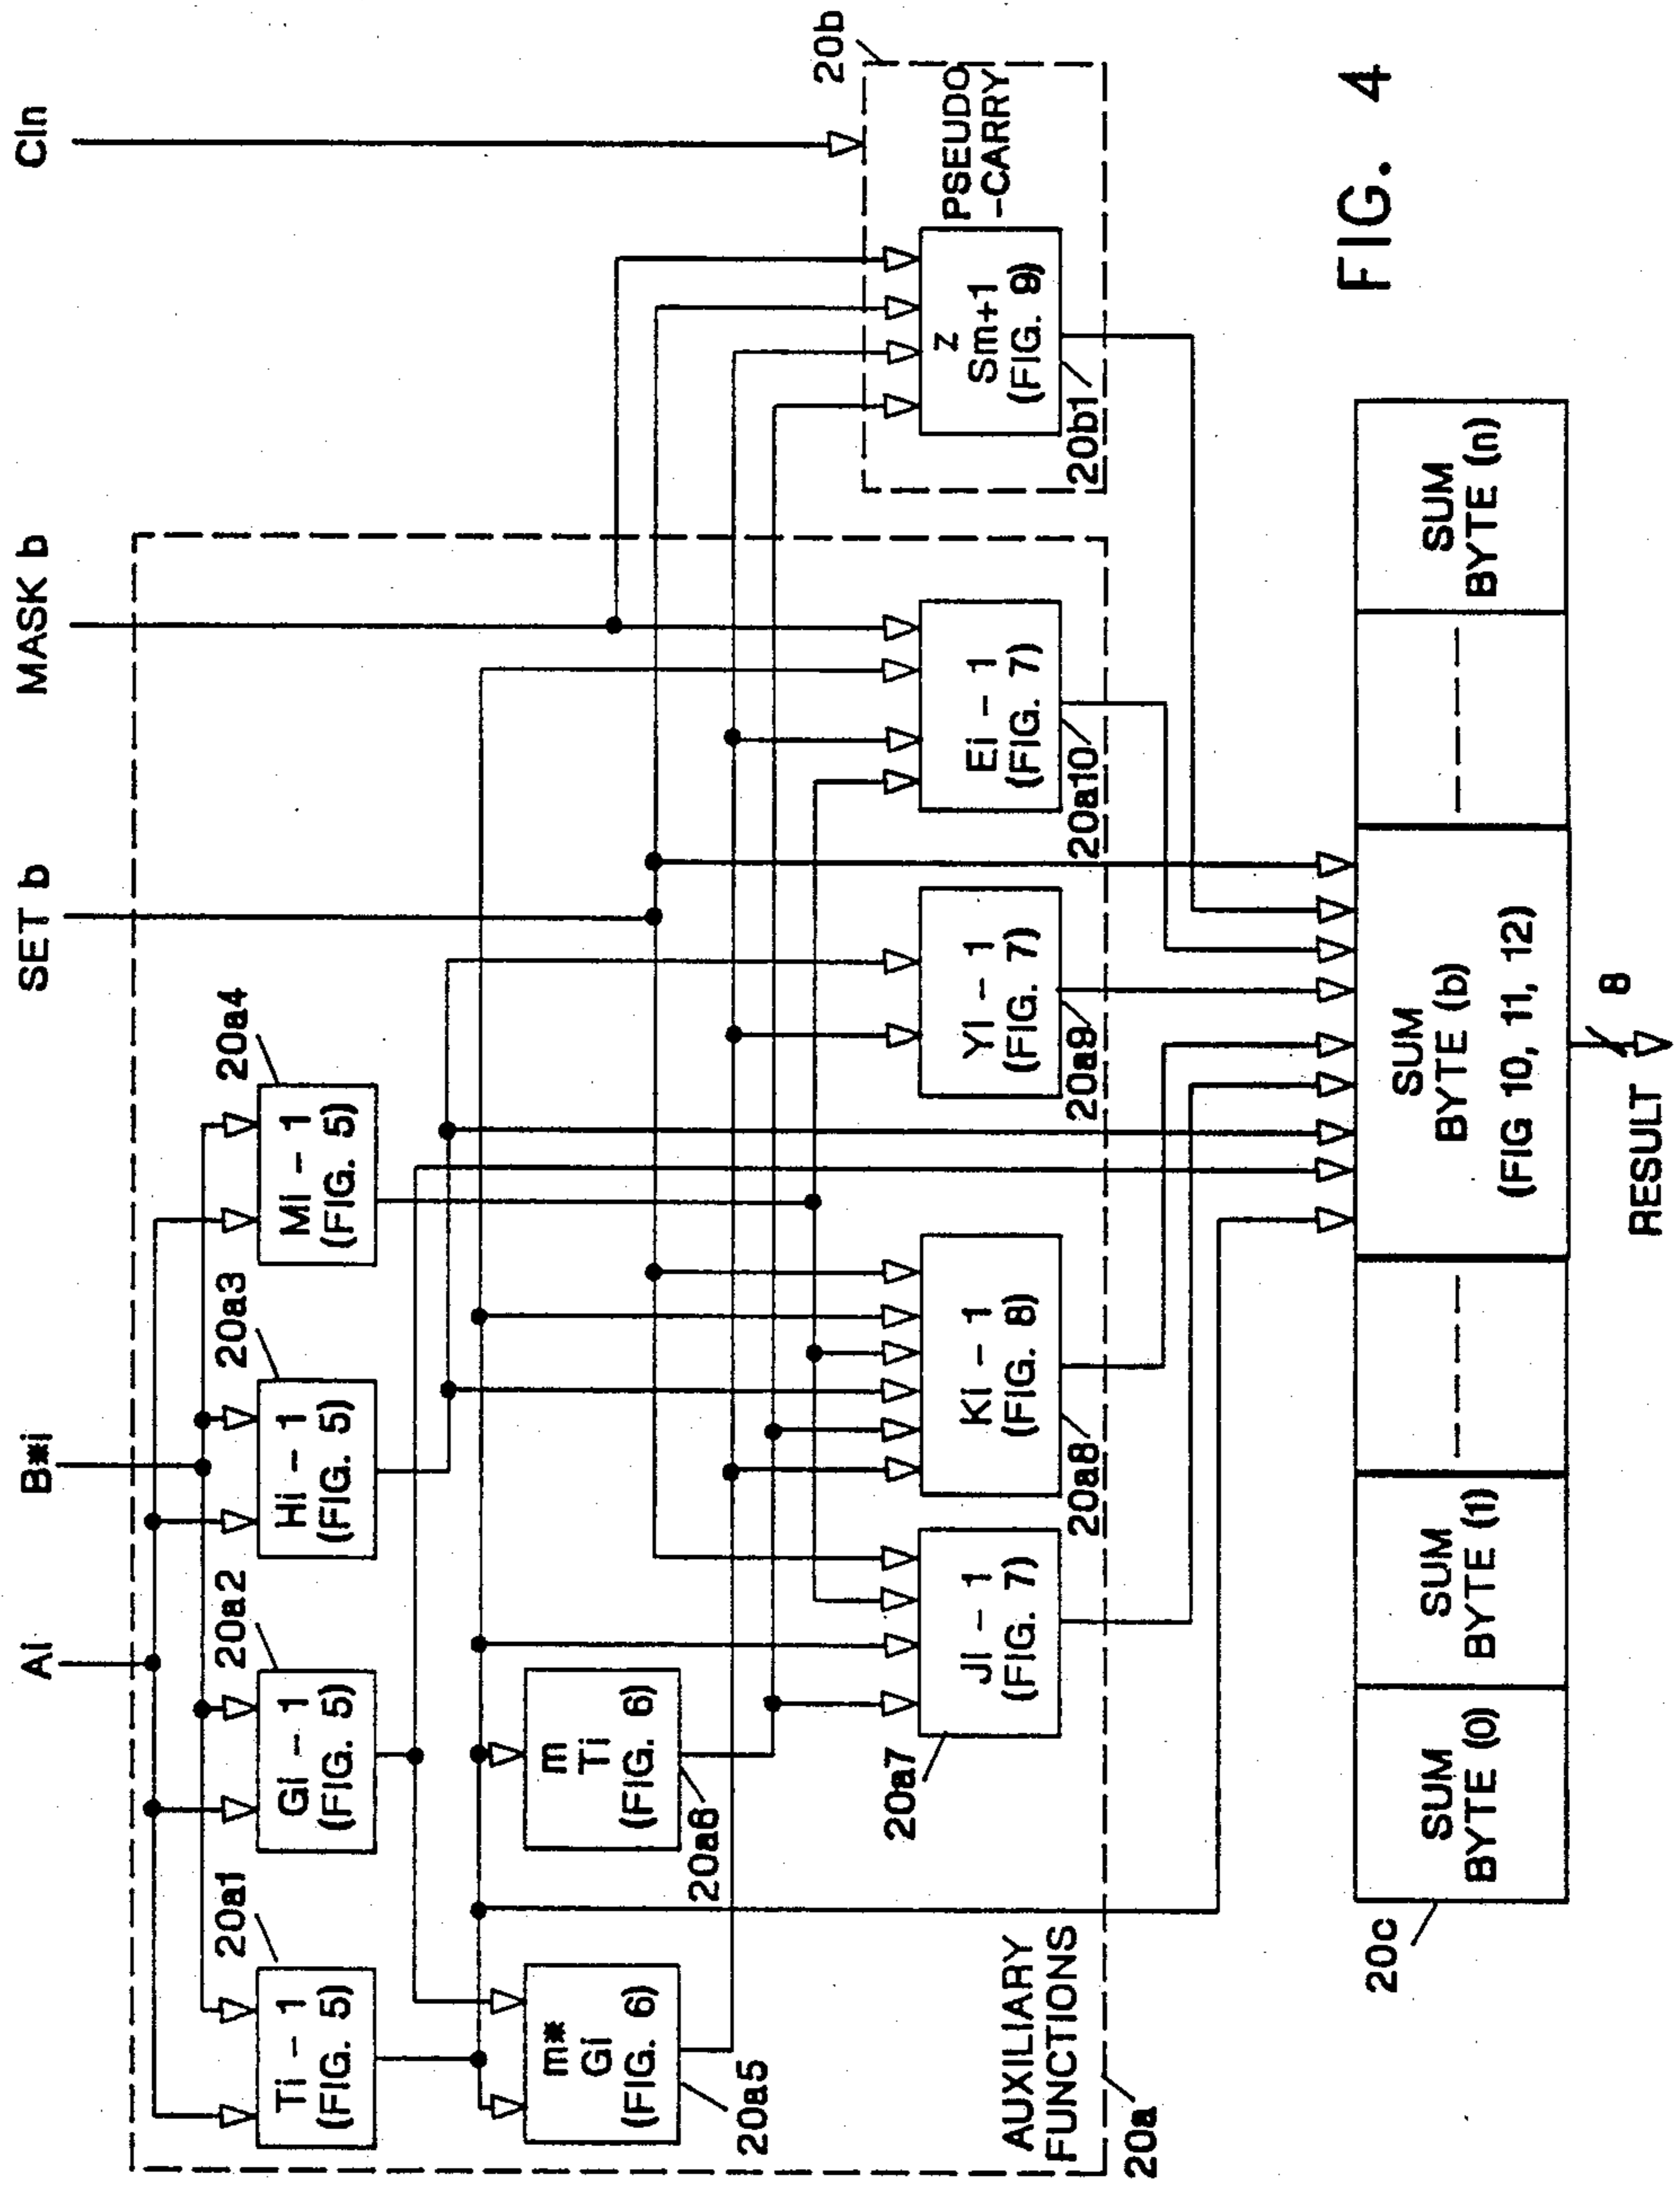 Ai
B*i
SET b
MASK b
Cin
20a1
20a2
20a3
20a4
Ti - 1
(FIG. 5)
Gi - 1
(FIG. 5)
Hi - 1
(FIG. 5)
Mi - 1
(FIG. 5)
m*
Gi
(FIG. 6)
20a5
m
Ti
(FIG. 6)
20a6
20a7
Ji - 1
(FIG. 7)
Ki - 1
(FIG. 8)
20a8
Yi - 1
(FIG. 7)
20a9
Ei - 1
(FIG. 7)
20a10
20b
PSEUDO
-CARRY
z
Sm+1
(FIG. 9)
20b1
AUXILIARY
FUNCTIONS
20a
20c
SUM
BYTE (0)
SUM
BYTE (1)
SUM
BYTE (b)
(FIG 10, 11, 12)
SUM
BYTE (n)
RESULT
8
FIG. 4